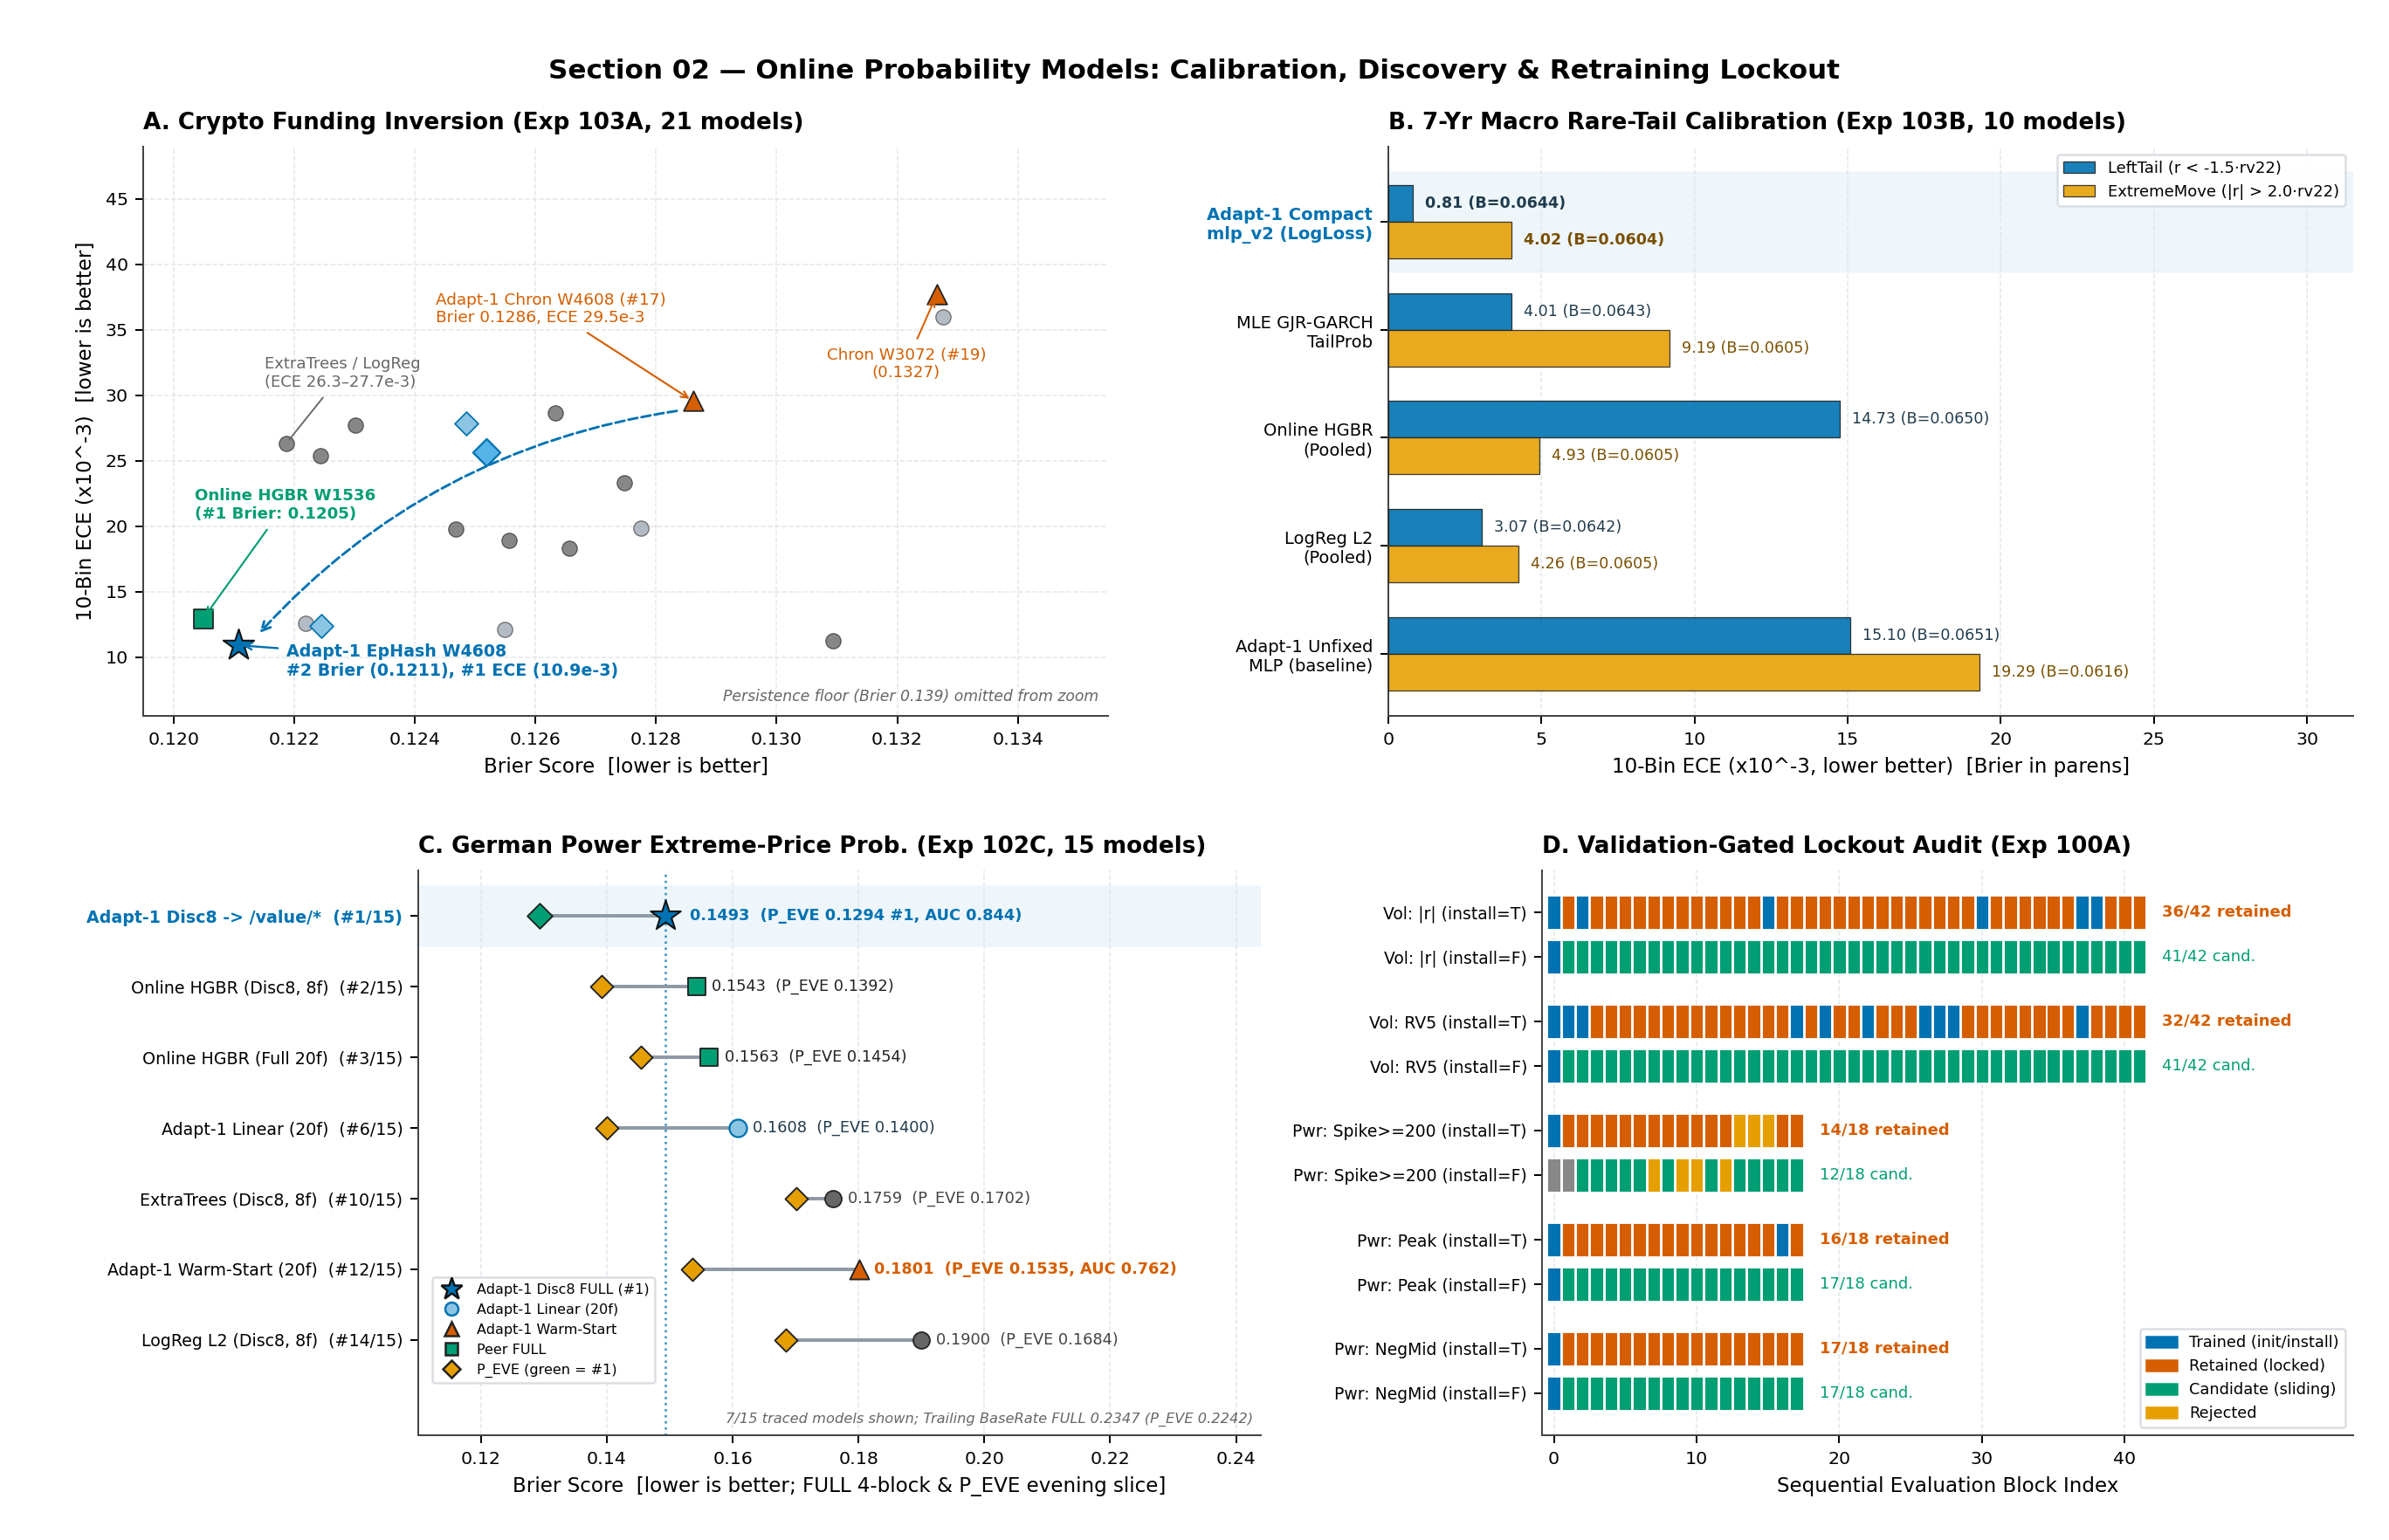 Section 02 — Online Probability Models: Calibration, Discovery & Retraining Lockout
A. Crypto Funding Inversion (Exp 103A, 21 models)
10-Bin ECE (x10^-3)  [lower is better]
45
40
35
30
25
20
15
10
Adapt-1 Chron W4608 (#17)
Brier 0.1286, ECE 29.5e-3
Chron W3072 (#19)
(0.1327)
ExtraTrees / LogReg
(ECE 26.3–27.7e-3)
Online HGBR W1536
(#1 Brier: 0.1205)
Adapt-1 EpHash W4608
#2 Brier (0.1211), #1 ECE (10.9e-3)
Persistence floor (Brier 0.139) omitted from zoom
0.120
0.122
0.124
0.126
0.128
0.130
0.132
0.134
Brier Score  [lower is better]
B. 7-Yr Macro Rare-Tail Calibration (Exp 103B, 10 models)
LeftTail (r < -1.5·rv22)
ExtremeMove (|r| > 2.0·rv22)
Adapt-1 Compact
mlp_v2 (LogLoss)
0.81 (B=0.0644)
4.02 (B=0.0604)
MLE GJR-GARCH
TailProb
4.01 (B=0.0643)
9.19 (B=0.0605)
Online HGBR
(Pooled)
14.73 (B=0.0650)
4.93 (B=0.0605)
LogReg L2
(Pooled)
3.07 (B=0.0642)
4.26 (B=0.0605)
Adapt-1 Unfixed
MLP (baseline)
15.10 (B=0.0651)
19.29 (B=0.0616)
0
5
10
15
20
25
30
10-Bin ECE (x10^-3, lower better)  [Brier in parens]
C. German Power Extreme-Price Prob. (Exp 102C, 15 models)
Adapt-1 Disc8 -> /value/*  (#1/15)
0.1493  (P_EVE 0.1294 #1, AUC 0.844)
Online HGBR (Disc8, 8f)  (#2/15)
0.1543  (P_EVE 0.1392)
Online HGBR (Full 20f)  (#3/15)
0.1563  (P_EVE 0.1454)
Adapt-1 Linear (20f)  (#6/15)
0.1608  (P_EVE 0.1400)
ExtraTrees (Disc8, 8f)  (#10/15)
0.1759  (P_EVE 0.1702)
Adapt-1 Warm-Start (20f)  (#12/15)
0.1801  (P_EVE 0.1535, AUC 0.762)
LogReg L2 (Disc8, 8f)  (#14/15)
0.1900  (P_EVE 0.1684)
Adapt-1 Disc8 FULL (#1)
Adapt-1 Linear (20f)
Adapt-1 Warm-Start
Peer FULL
P_EVE (green = #1)
7/15 traced models shown; Trailing BaseRate FULL 0.2347 (P_EVE 0.2242)
0.12
0.14
0.16
0.18
0.20
0.22
0.24
Brier Score  [lower is better; FULL 4-block & P_EVE evening slice]
D. Validation-Gated Lockout Audit (Exp 100A)
Vol: |r| (install=T)
36/42 retained
Vol: |r| (install=F)
41/42 cand.
Vol: RV5 (install=T)
32/42 retained
Vol: RV5 (install=F)
41/42 cand.
Pwr: Spike>=200 (install=T)
14/18 retained
Pwr: Spike>=200 (install=F)
12/18 cand.
Pwr: Peak (install=T)
16/18 retained
Pwr: Peak (install=F)
17/18 cand.
Pwr: NegMid (install=T)
17/18 retained
Pwr: NegMid (install=F)
17/18 cand.
Trained (init/install)
Retained (locked)
Candidate (sliding)
Rejected
0
10
20
30
40
Sequential Evaluation Block Index